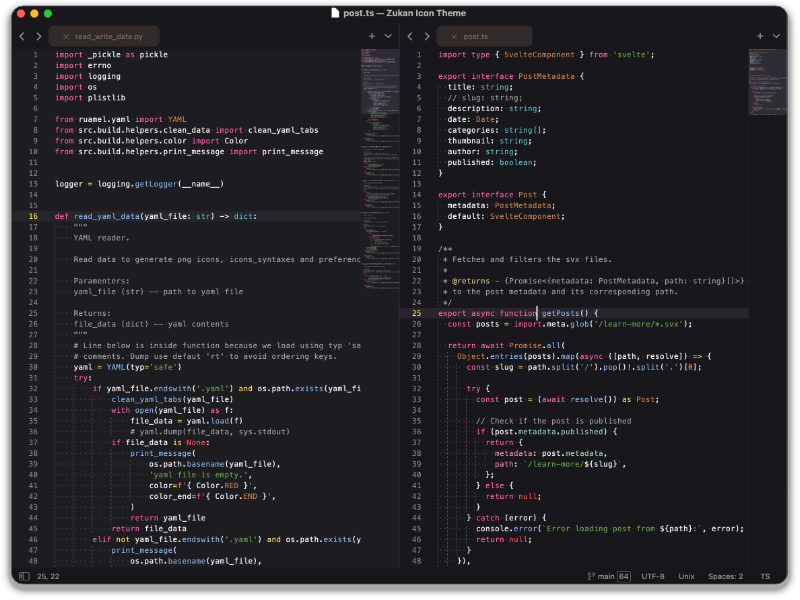 post.ts — Zukan Icon Theme
read_write_data.py
1 import _pickle as pickle
2 import errno
3 import logging
4 import os
5 import plistlib
6
7 from ruamel.yaml import YAML
8 from src.build.helpers.clean_data import clean_yaml_tabs
9 from src.build.helpers.color import Color
10 from src.build.helpers.print_message import print_message
11
12
13 logger = logging.getLogger(__name__)
14
15
16 def read_yaml_data(yaml_file: str) -> dict:
17 """
18 YAML reader.
19
20 Read data to generate png icons, icons_syntaxes and preferenc
21
22 Paramenters:
23 yaml_file (str) -- path to yaml file
24
25 Returns:
26 file_data (dict) -- yaml contents
27 """
28 # Line below is inside function because we load using typ 'sa
29 # comments. Dump use defaut 'rt' to avoid ordering keys.
30 yaml = YAML(typ='safe')
31 try:
32 if yaml_file.endswith('.yaml') and os.path.exists(yaml_fi
33 clean_yaml_tabs(yaml_file)
34 with open(yaml_file) as f:
35 file_data = yaml.load(f)
36 # yaml.dump(file_data, sys.stdout)
37 if file_data is None:
38 print_message(
39 os.path.basename(yaml_file),
40 'yaml file is empty.',
41 color=f'{ Color.RED }',
42 color_end=f'{ Color.END }',
43 )
44 return yaml_file
45 return file_data
46 elif not yaml_file.endswith('.yaml') and os.path.exists(y
47 print_message(
48 os.path.basename(yaml_file),
post.ts
1 import type { SvelteComponent } from 'svelte';
2
3 export interface PostMetadata {
4 title: string;
5 // slug: string;
6 description: string;
7 date: Date;
8 categories: string[];
9 thumbnail: string;
10 author: string;
11 published: boolean;
12 }
13
14 export interface Post {
15 metadata: PostMetadata;
16 default: SvelteComponent;
17 }
18
19 /**
20 * Fetches and filters the svx files.
21 *
22 * @returns - {Promise<{metadata: PostMetadata, path: string}[]>}
23 * to the post metadata and its corresponding path.
24 */
25 export async function getPosts() {
26 const posts = import.meta.glob('/learn-more/*.svx');
27
28 return await Promise.all(
29 Object.entries(posts).map(async ([path, resolve]) => {
30 const slug = path.split('/').pop()!.split('.')[0];
31
32 try {
33 const post = (await resolve()) as Post;
34
35 // Check if the post is published
36 if (post.metadata.published) {
37 return {
38 metadata: post.metadata,
39 path: `/learn-more/${slug}`,
40 };
41 } else {
42 return null;
43 }
44 } catch (error) {
45 console.error(`Error loading post from ${path}:`, error);
46 return null;
47 }
48 }),
25, 22
main 64 UTF-8 Unix Spaces: 2 TS